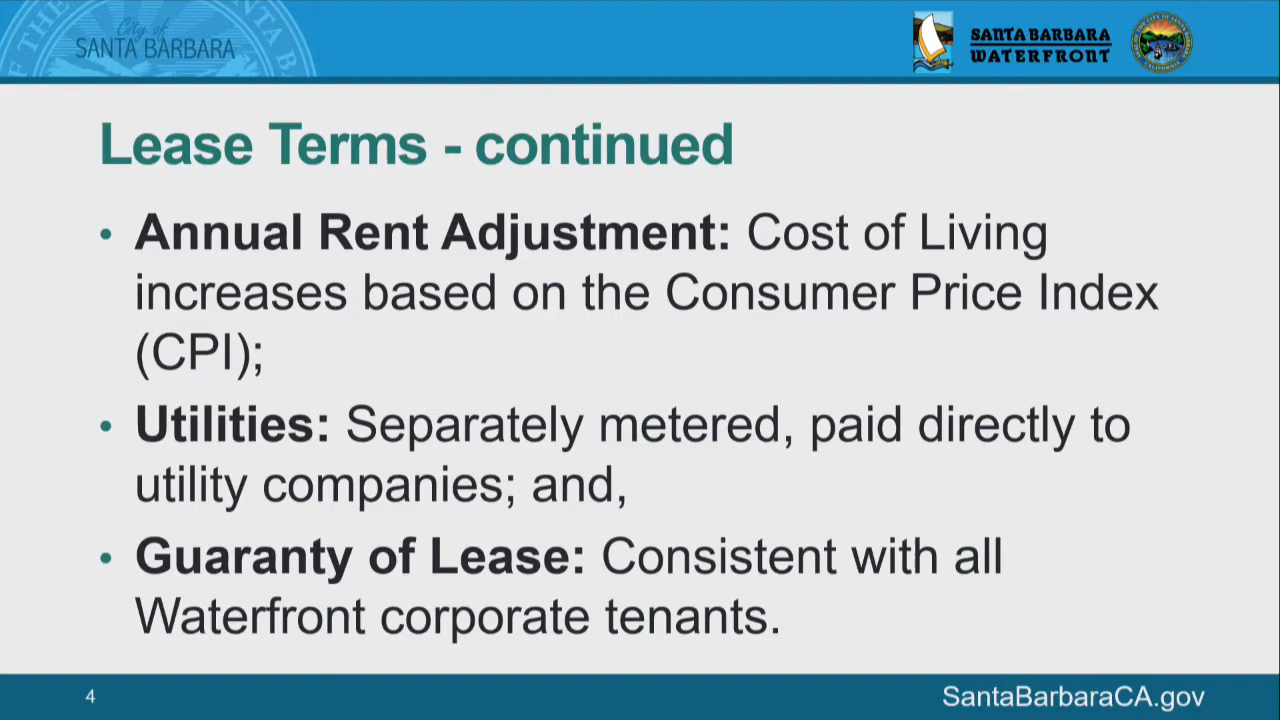 City of
SANTA BARBARA
SANTA BARBARA
WATERFRONT
Lease Terms - continued
• Annual Rent Adjustment: Cost of Living
increases based on the Consumer Price Index
(CPI);
• Utilities: Separately metered, paid directly to
utility companies; and,
• Guaranty of Lease: Consistent with all
Waterfront corporate tenants.
4
SantaBarbaraCA.gov